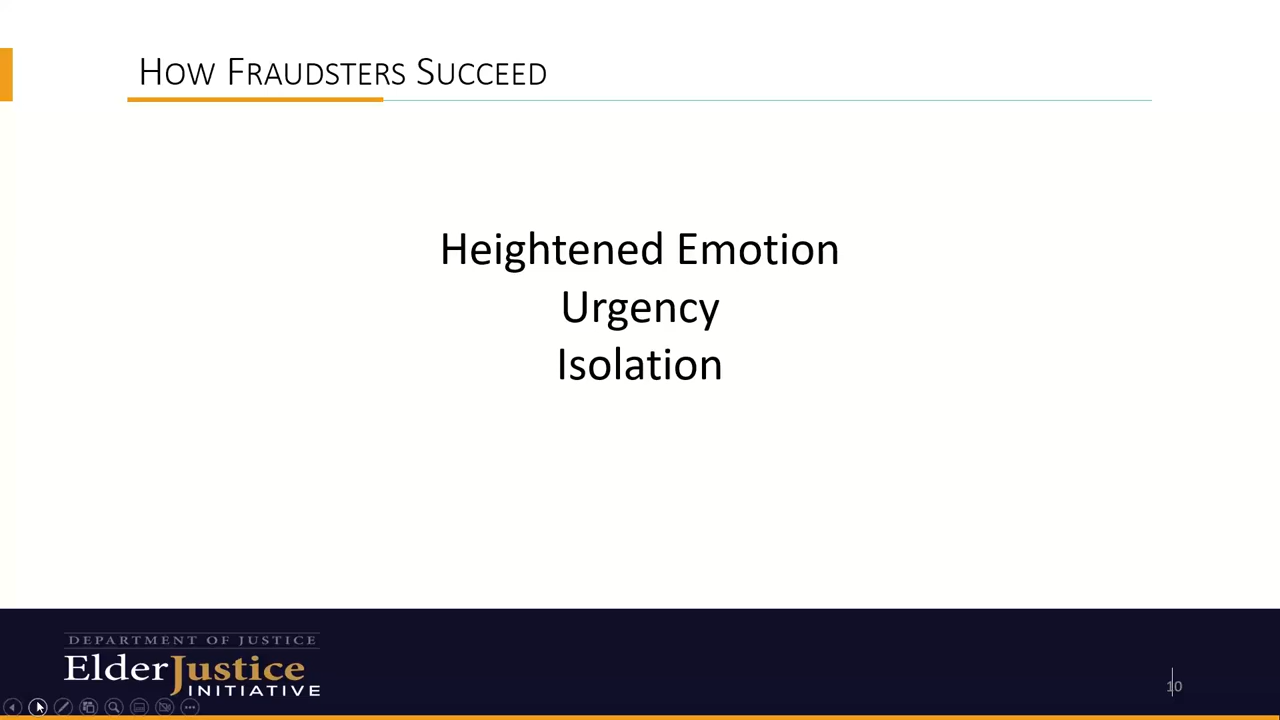 HOW FRAUDSTERS SUCCEED
Heightened Emotion
Urgency
Isolation
DEPARTMENT OF JUSTICE
ElderJustice
INITIATIVE
10